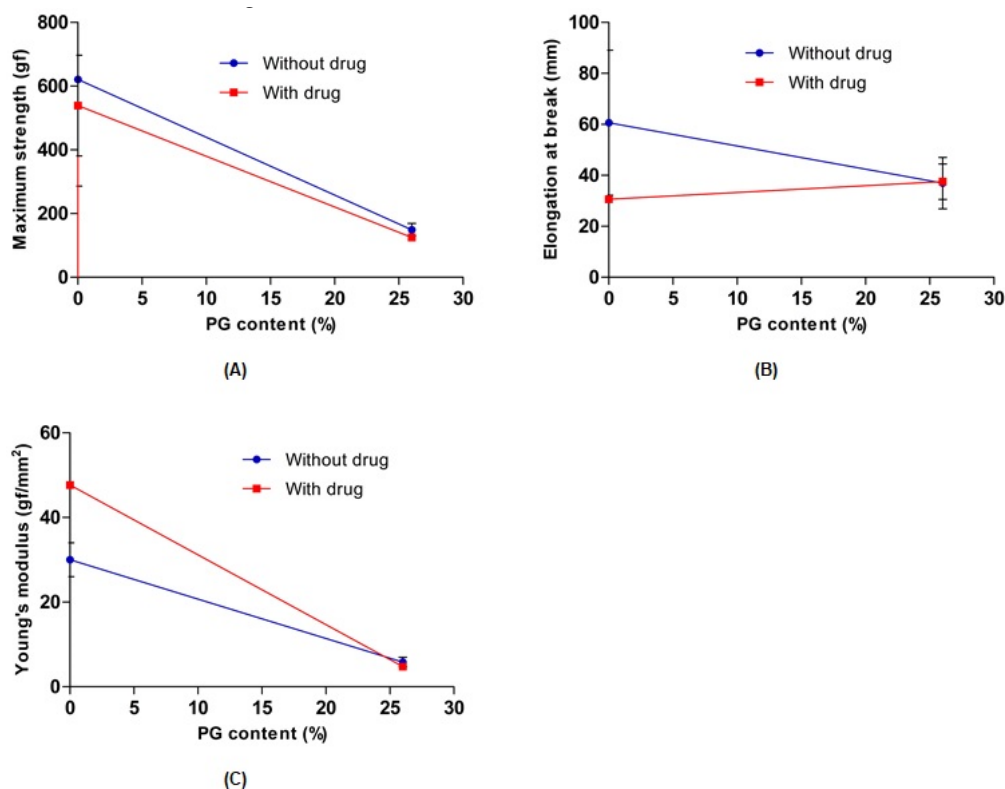 Maximum strength (gf)
800
600
400
200
0
0 5 10 15 20 25 30
PG content (%)
Without drug
With drug
(A)
Elongation at break (mm)
100
80
60
40
20
0
0 5 10 15 20 25 30
PG content (%)
Without drug
With drug
(B)
Young's modulus (gf/mm²)
60
40
20
0
0 5 10 15 20 25 30
PG content (%)
Without drug
With drug
(C)